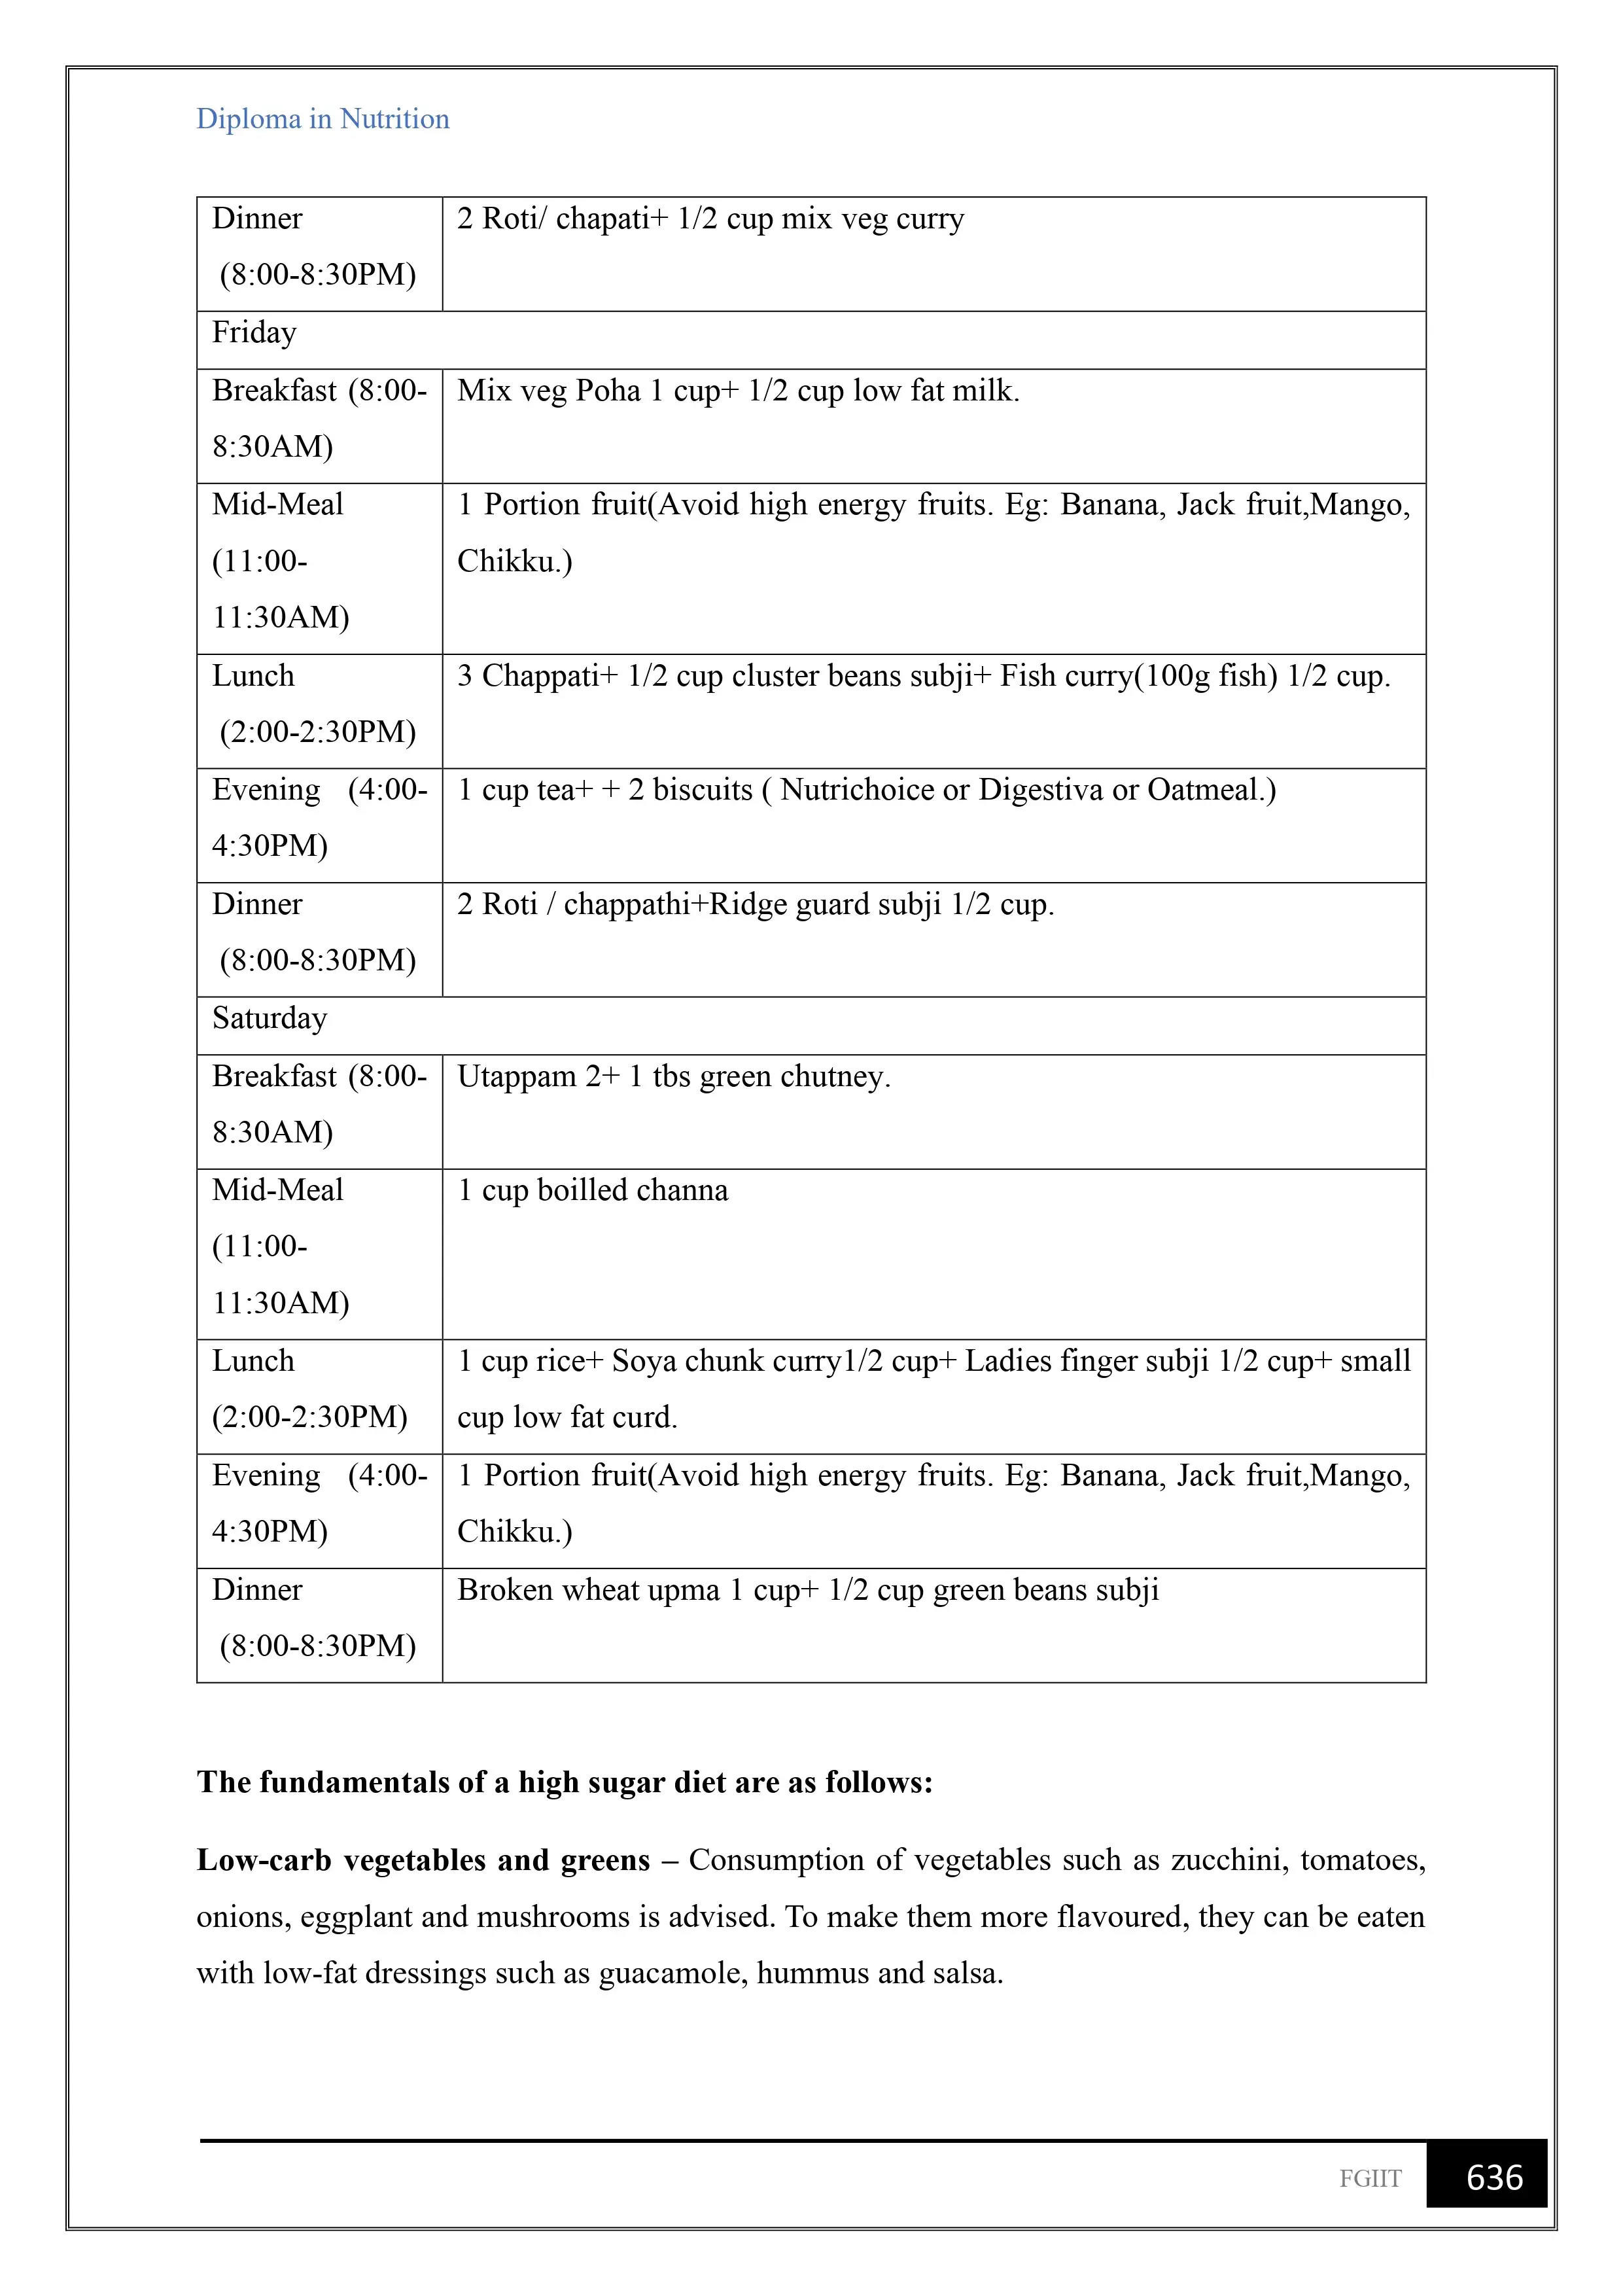 Diploma in Nutrition
Dinner
(8:00-8:30PM)
2 Roti/ chapati+ 1/2 cup mix veg curry
Friday
Breakfast (8:00-
8:30AM)
Mix veg Poha 1 cup+ 1/2 cup low fat milk.
Mid-Meal
(11:00-
11:30AM)
1 Portion fruit(Avoid high energy fruits. Eg: Banana, Jack fruit,Mango,
Chikku.)
Lunch
(2:00-2:30PM)
3 Chappati+ 1/2 cup cluster beans subji+ Fish curry(100g fish) 1/2 cup.
Evening (4:00-
4:30PM)
1 cup tea+ + 2 biscuits ( Nutrichoice or Digestiva or Oatmeal.)
Dinner
(8:00-8:30PM)
2 Roti / chappathi+Ridge guard subji 1/2 cup.
Saturday
Breakfast (8:00-
8:30AM)
Utappam 2+ 1 tbs green chutney.
Mid-Meal
(11:00-
11:30AM)
1 cup boilled channa
Lunch
(2:00-2:30PM)
1 cup rice+ Soya chunk curry1/2 cup+ Ladies finger subji 1/2 cup+ small
cup low fat curd.
Evening (4:00-
4:30PM)
1 Portion fruit(Avoid high energy fruits. Eg: Banana, Jack fruit,Mango,
Chikku.)
Dinner
(8:00-8:30PM)
Broken wheat upma 1 cup+ 1/2 cup green beans subji
The fundamentals of a high sugar diet are as follows:
Low-carb vegetables and greens – Consumption of vegetables such as zucchini, tomatoes,
onions, eggplant and mushrooms is advised. To make them more flavoured, they can be eaten
with low-fat dressings such as guacamole, hummus and salsa.
FGIIT 636